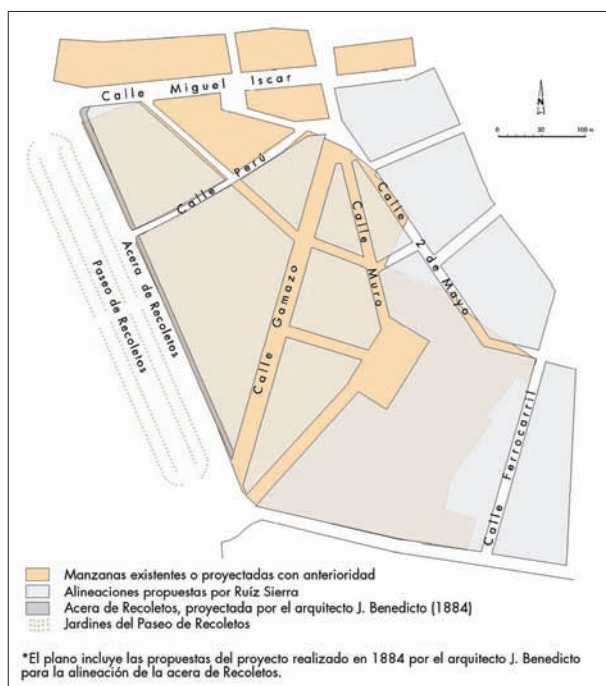 Calle Miguel Iscar
N
0 50 100 m
Calle Perú
Calle 2 de Mayo
Calle Muro
Calle Gamazo
Acera de Recoletos
Paseo de Recoletos
Calle Ferrocarril
Manzanas existentes o proyectadas con anterioridad
Alineaciones propuestas por Ruíz Sierra
Acera de Recoletos, proyectada por el arquitecto J. Benedicto (1884)
Jardines del Paseo de Recoletos
*El plano incluye las propuestas del proyecto realizado en 1884 por el arquitecto J. Benedicto
para la alineación de la acera de Recoletos.